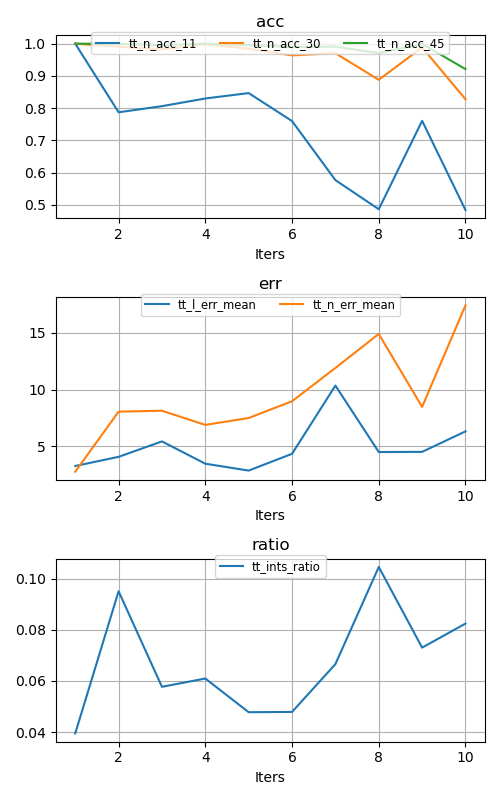 acc
tt_n_acc_11 tt_n_acc_30 tt_n_acc_45
1.0
0.9
0.8
0.7
0.6
0.5
2 4 6 8 10
Iters
err
tt_l_err_mean tt_n_err_mean
15
10
5
2 4 6 8 10
Iters
ratio
tt_ints_ratio
0.10
0.08
0.06
0.04
2 4 6 8 10
Iters